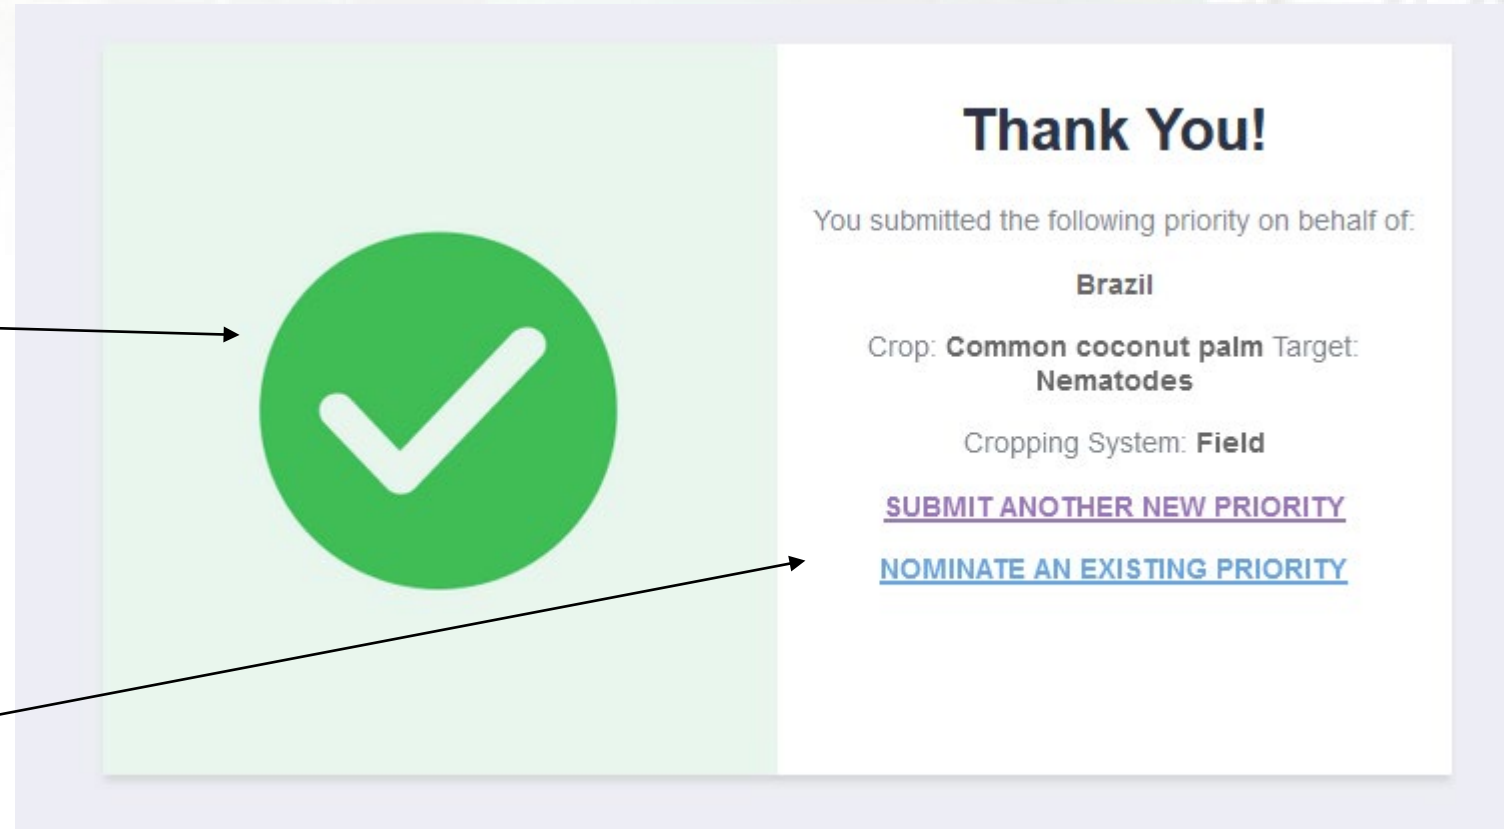 Thank You!
You submitted the following priority on behalf of:
Brazil
Crop: Common coconut palm Target:
Nematodes
Cropping System: Field
SUBMIT ANOTHER NEW PRIORITY
NOMINATE AN EXISTING PRIORITY